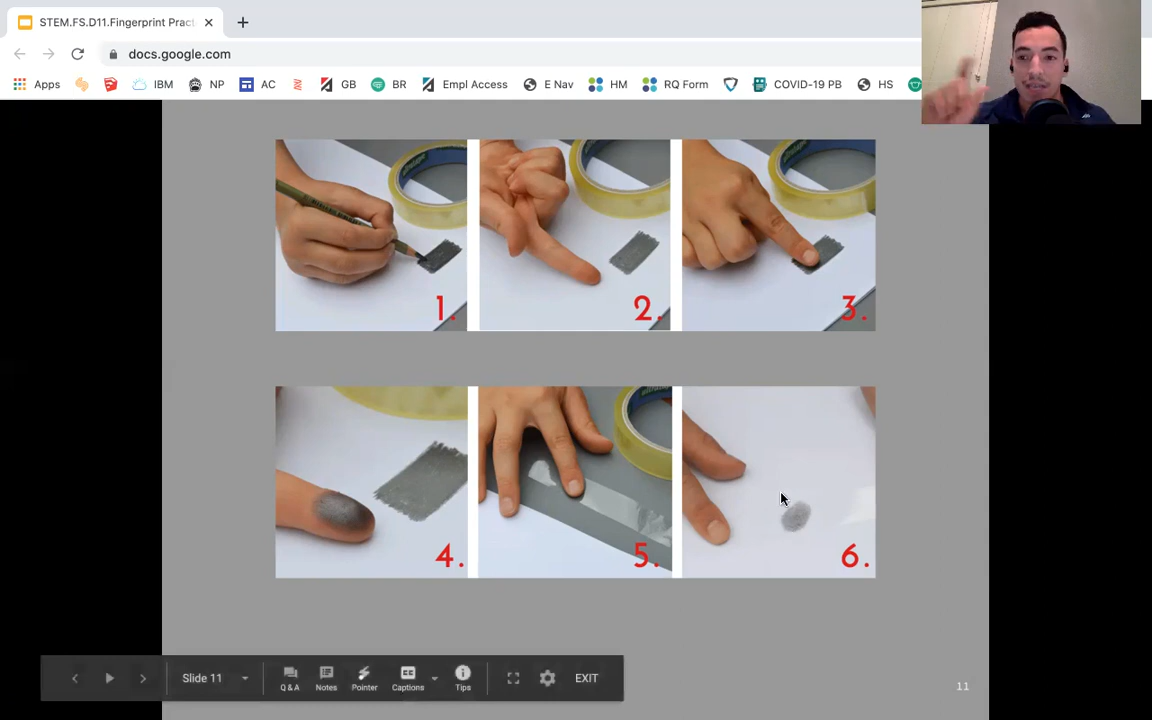 STEM.FS.D11.Fingerprint Prac
docs.google.com
Apps IBM NP AC GB BR Empl Access E Nav HM RQ Form COVID-19 PB HS
1. 2. 3.
4. 5. 6.
11
Slide 11 Q&A Notes Pointer Captions Tips EXIT